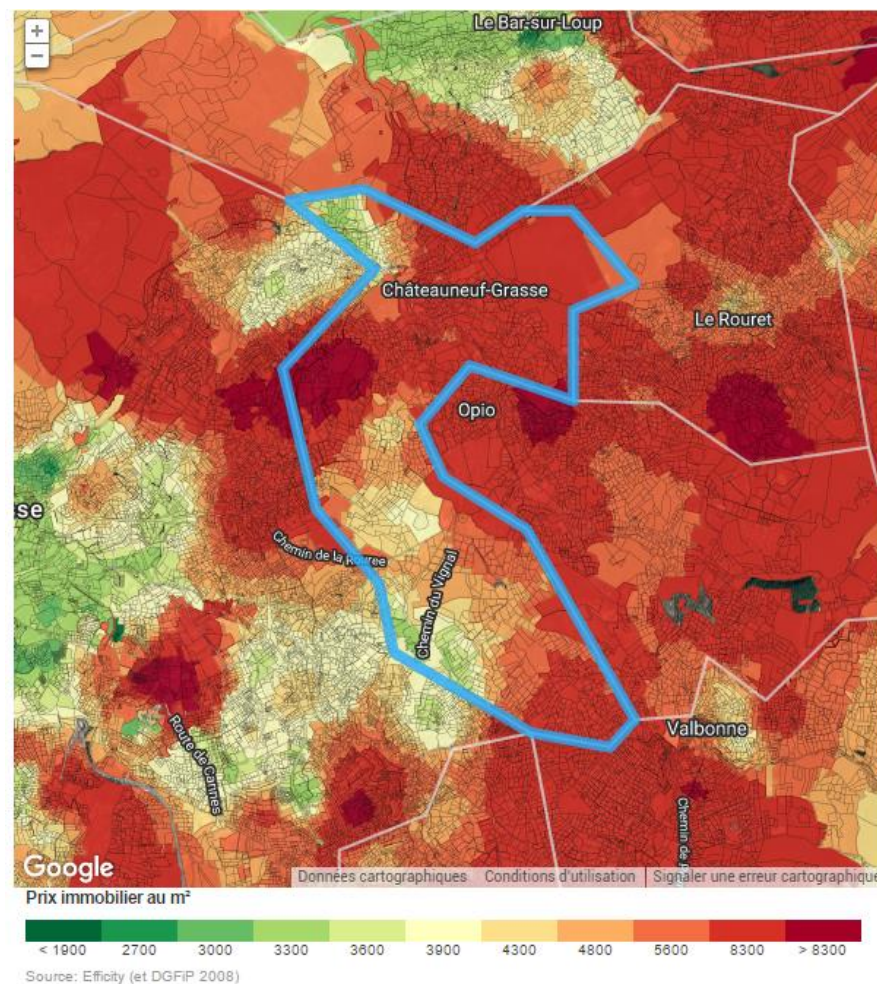 +
−
Le Bar-sur-Loup
Châteauneuf-Grasse
Le Rouret
Opio
sse
Chemin de la Rouree
Chemin du Vignal
Route de Cannes
Valbonne
Chemin de
Google
Données cartographiques
Conditions d'utilisation
Signaler une erreur cartographique
Prix immobilier au m²
< 1900 2700 3000 3300 3600 3900 4300 4800 5600 8300 > 8300
Source: Efficity (et DGFiP 2008)